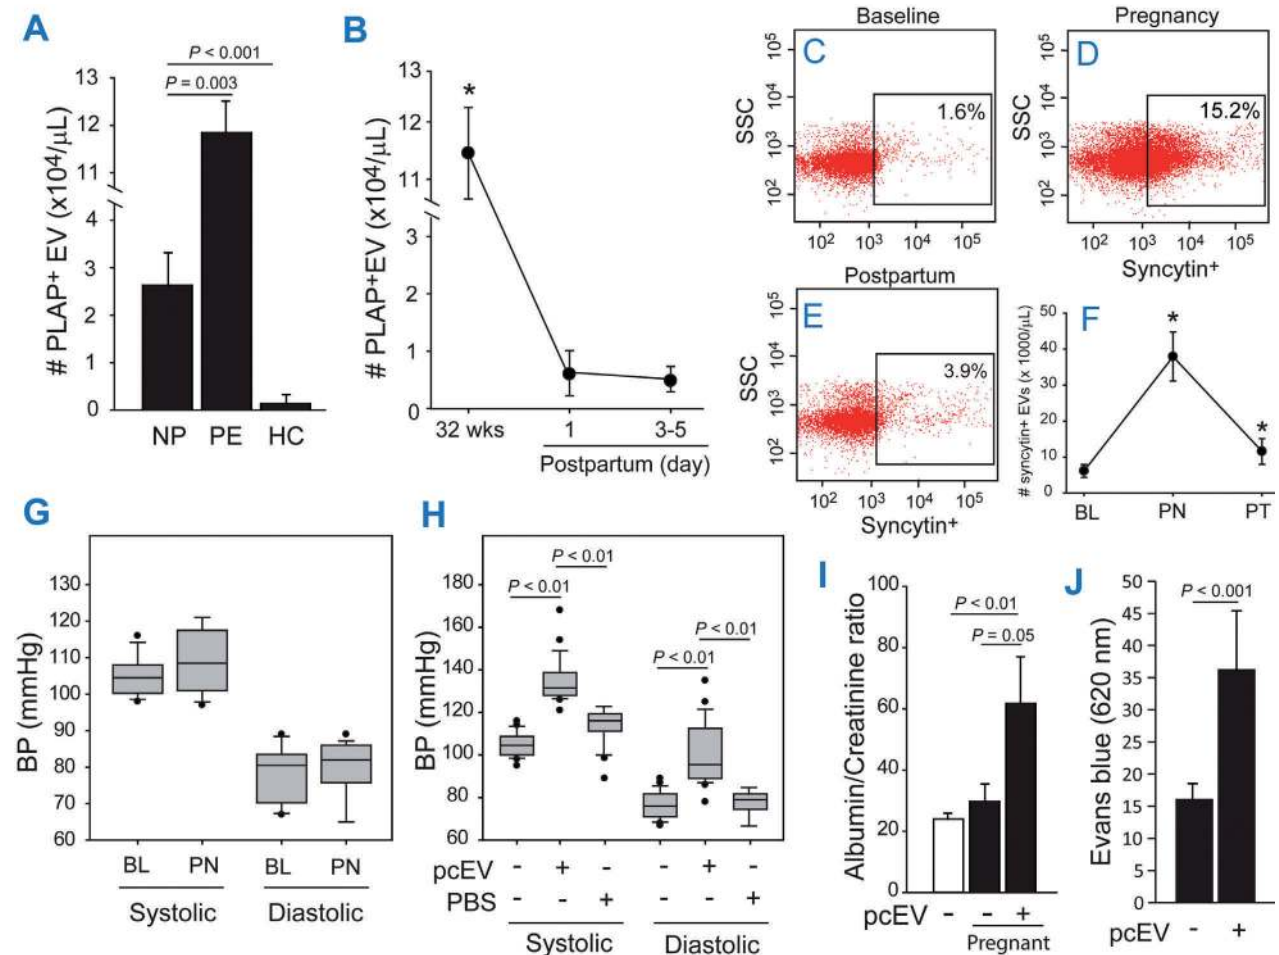 A
P < 0.001
P = 0.003
13
12
11
4
3
2
1
0
# PLAP⁺ EV (x10⁴/μL)
NP PE HC
B
13
12
11
3
2
1
0
# PLAP⁺EV (x10⁴/μL)
*
32 wks 1 3-5
Postpartum (day)
Baseline
C
10⁵
10⁴
10³
10²
SSC
1.6%
10² 10³ 10⁴ 10⁵
Pregnancy
D
10⁵
10⁴
10³
10²
SSC
15.2%
10² 10³ 10⁴ 10⁵
Syncytin⁺
Postpartum
E
10⁵
10⁴
10³
10²
SSC
3.9%
10² 10³ 10⁴ 10⁵
Syncytin⁺
F
50
40
30
20
10
0
# syncytin+ EVs (x 1000/μL)
*
*
BL PN PT
G
130
120
110
100
90
80
70
60
BP (mmHg)
BL PN BL PN
Systolic Diastolic
H
180
160
140
120
100
80
60
BP (mmHg)
P < 0.01
P < 0.01
P < 0.01
P < 0.01
pcEV - + - - + -
PBS - - + - - +
Systolic Diastolic
I
100
80
60
40
20
0
Albumin/Creatinine ratio
P < 0.01
P = 0.05
pcEV - - +
Pregnant
J
50
45
40
35
30
25
20
15
10
5
0
Evans blue (620 nm)
P < 0.001
pcEV - +